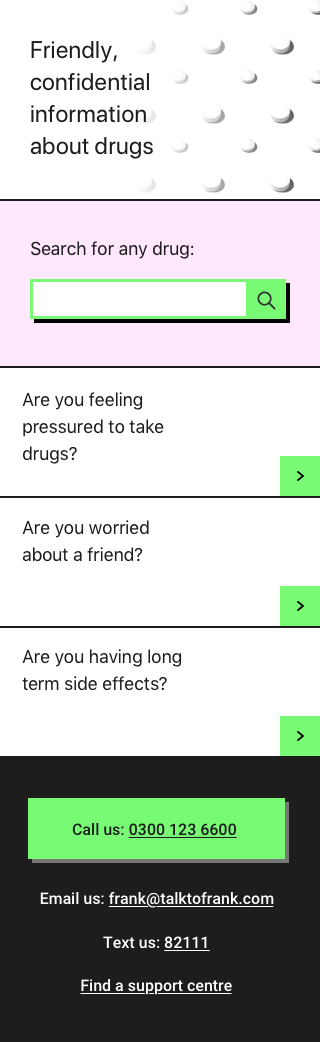 Friendly,
confidential
information
about drugs
Search for any drug:
Are you feeling
pressured to take
drugs?
Are you worried
about a friend?
Are you having long
term side effects?
Call us: 0300 123 6600
Email us: frank@talktofrank.com
Text us: 82111
Find a support centre